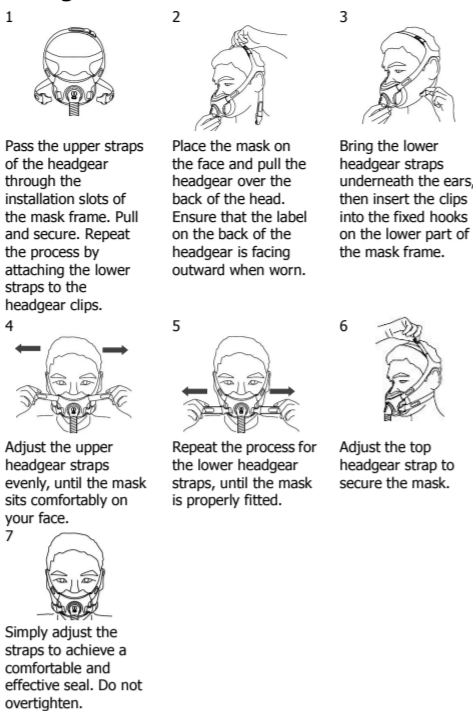 1
Pass the upper straps
of the headgear
through the
installation slots of
the mask frame. Pull
and secure. Repeat
the process by
attaching the lower
straps to the
headgear clips.
2
Place the mask on
the face and pull the
headgear over the
back of the head.
Ensure that the label
on the back of the
headgear is facing
outward when worn.
3
Bring the lower
headgear straps
underneath the ears,
then insert the clips
into the fixed hooks
on the lower part of
the mask frame.
4
Adjust the upper
headgear straps
evenly, until the mask
sits comfortably on
your face.
5
Repeat the process for
the lower headgear
straps, until the mask
is properly fitted.
6
Adjust the top
headgear strap to
secure the mask.
7
Simply adjust the
straps to achieve a
comfortable and
effective seal. Do not
overtighten.